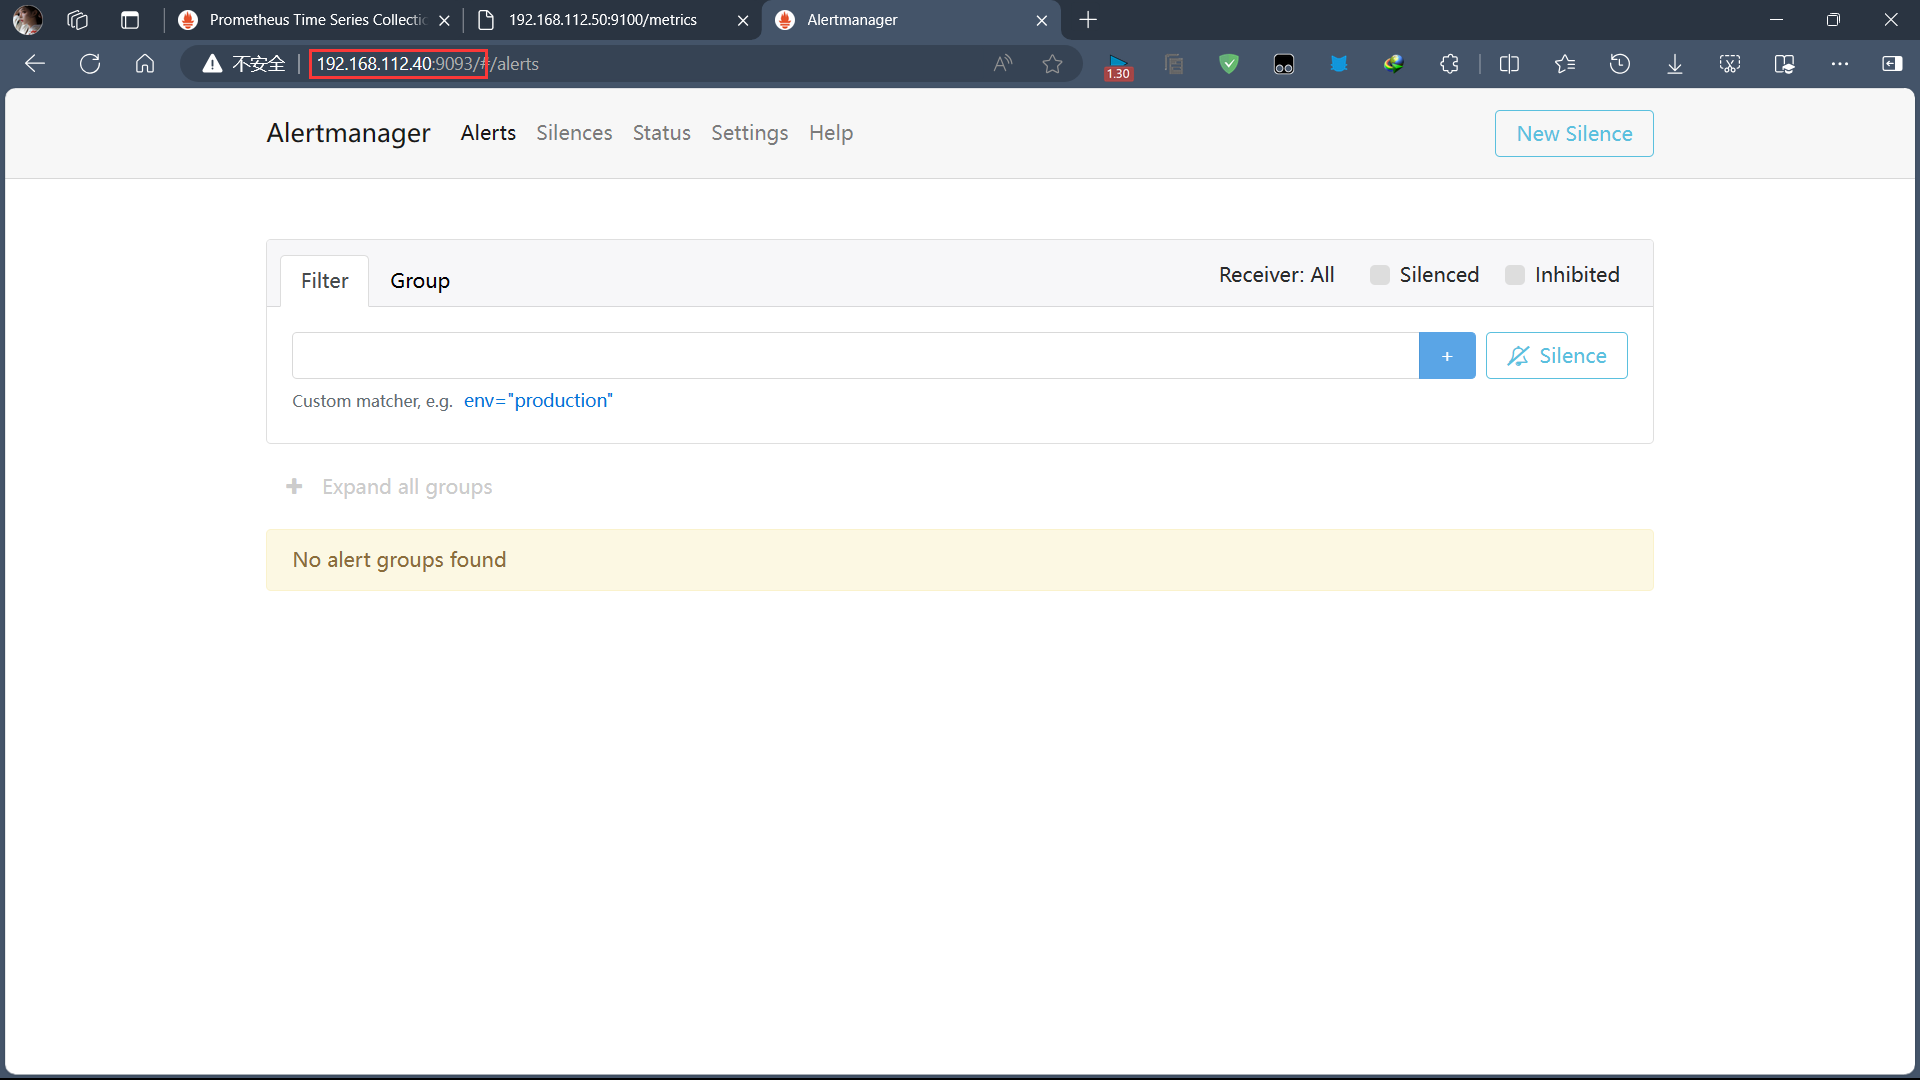 Prometheus Time Series Collectic
192.168.112.50:9100/metrics
Alertmanager
不安全
192.168.112.40:9093/#/alerts
1.30
Alertmanager
Alerts
Silences
Status
Settings
Help
New Silence
Filter
Group
Receiver: All
Silenced
Inhibited
+
Silence
Custom matcher, e.g. env="production"
+ Expand all groups
No alert groups found